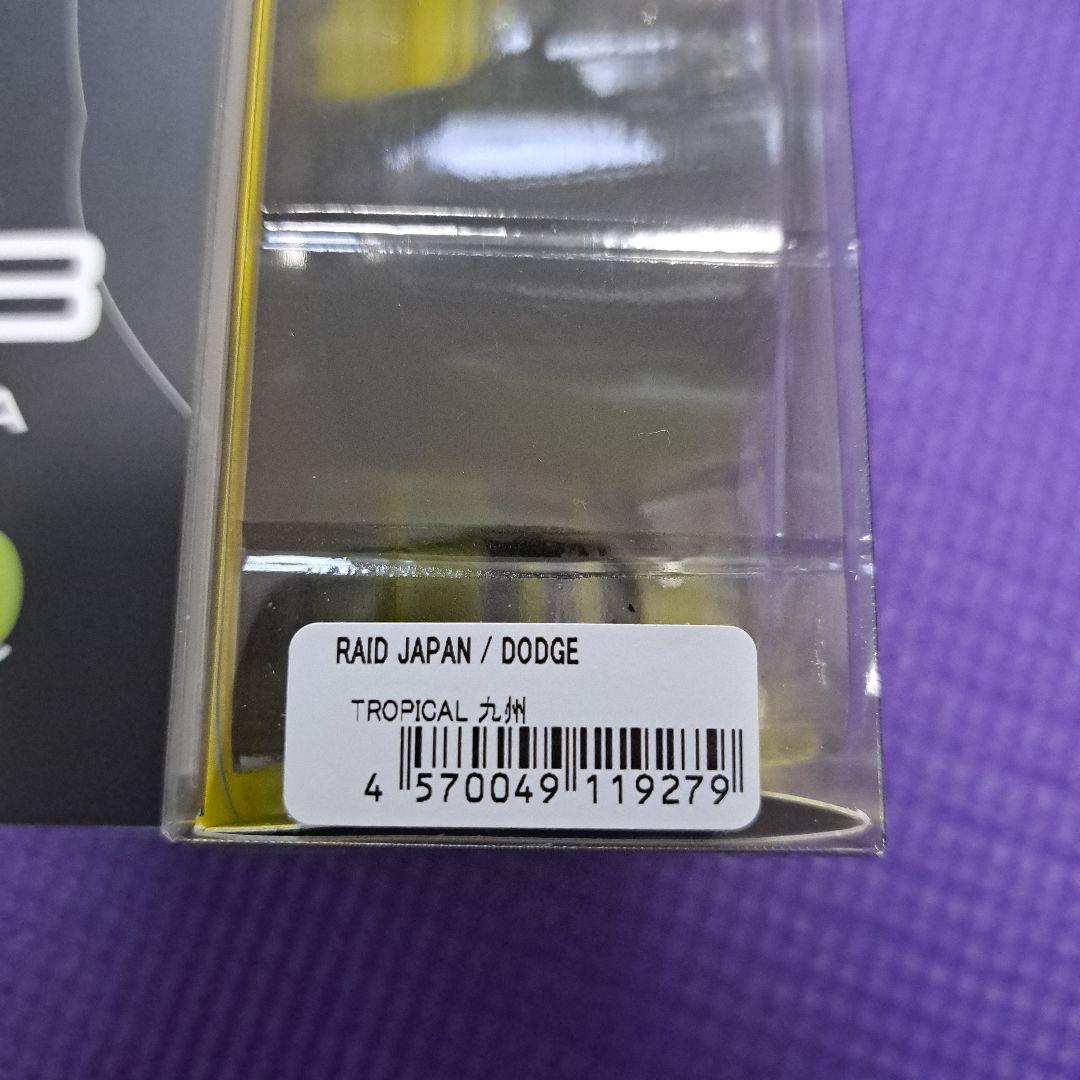 B
A
RAID JAPAN / DODGE
TROPICAL 九州
4 570049 119279